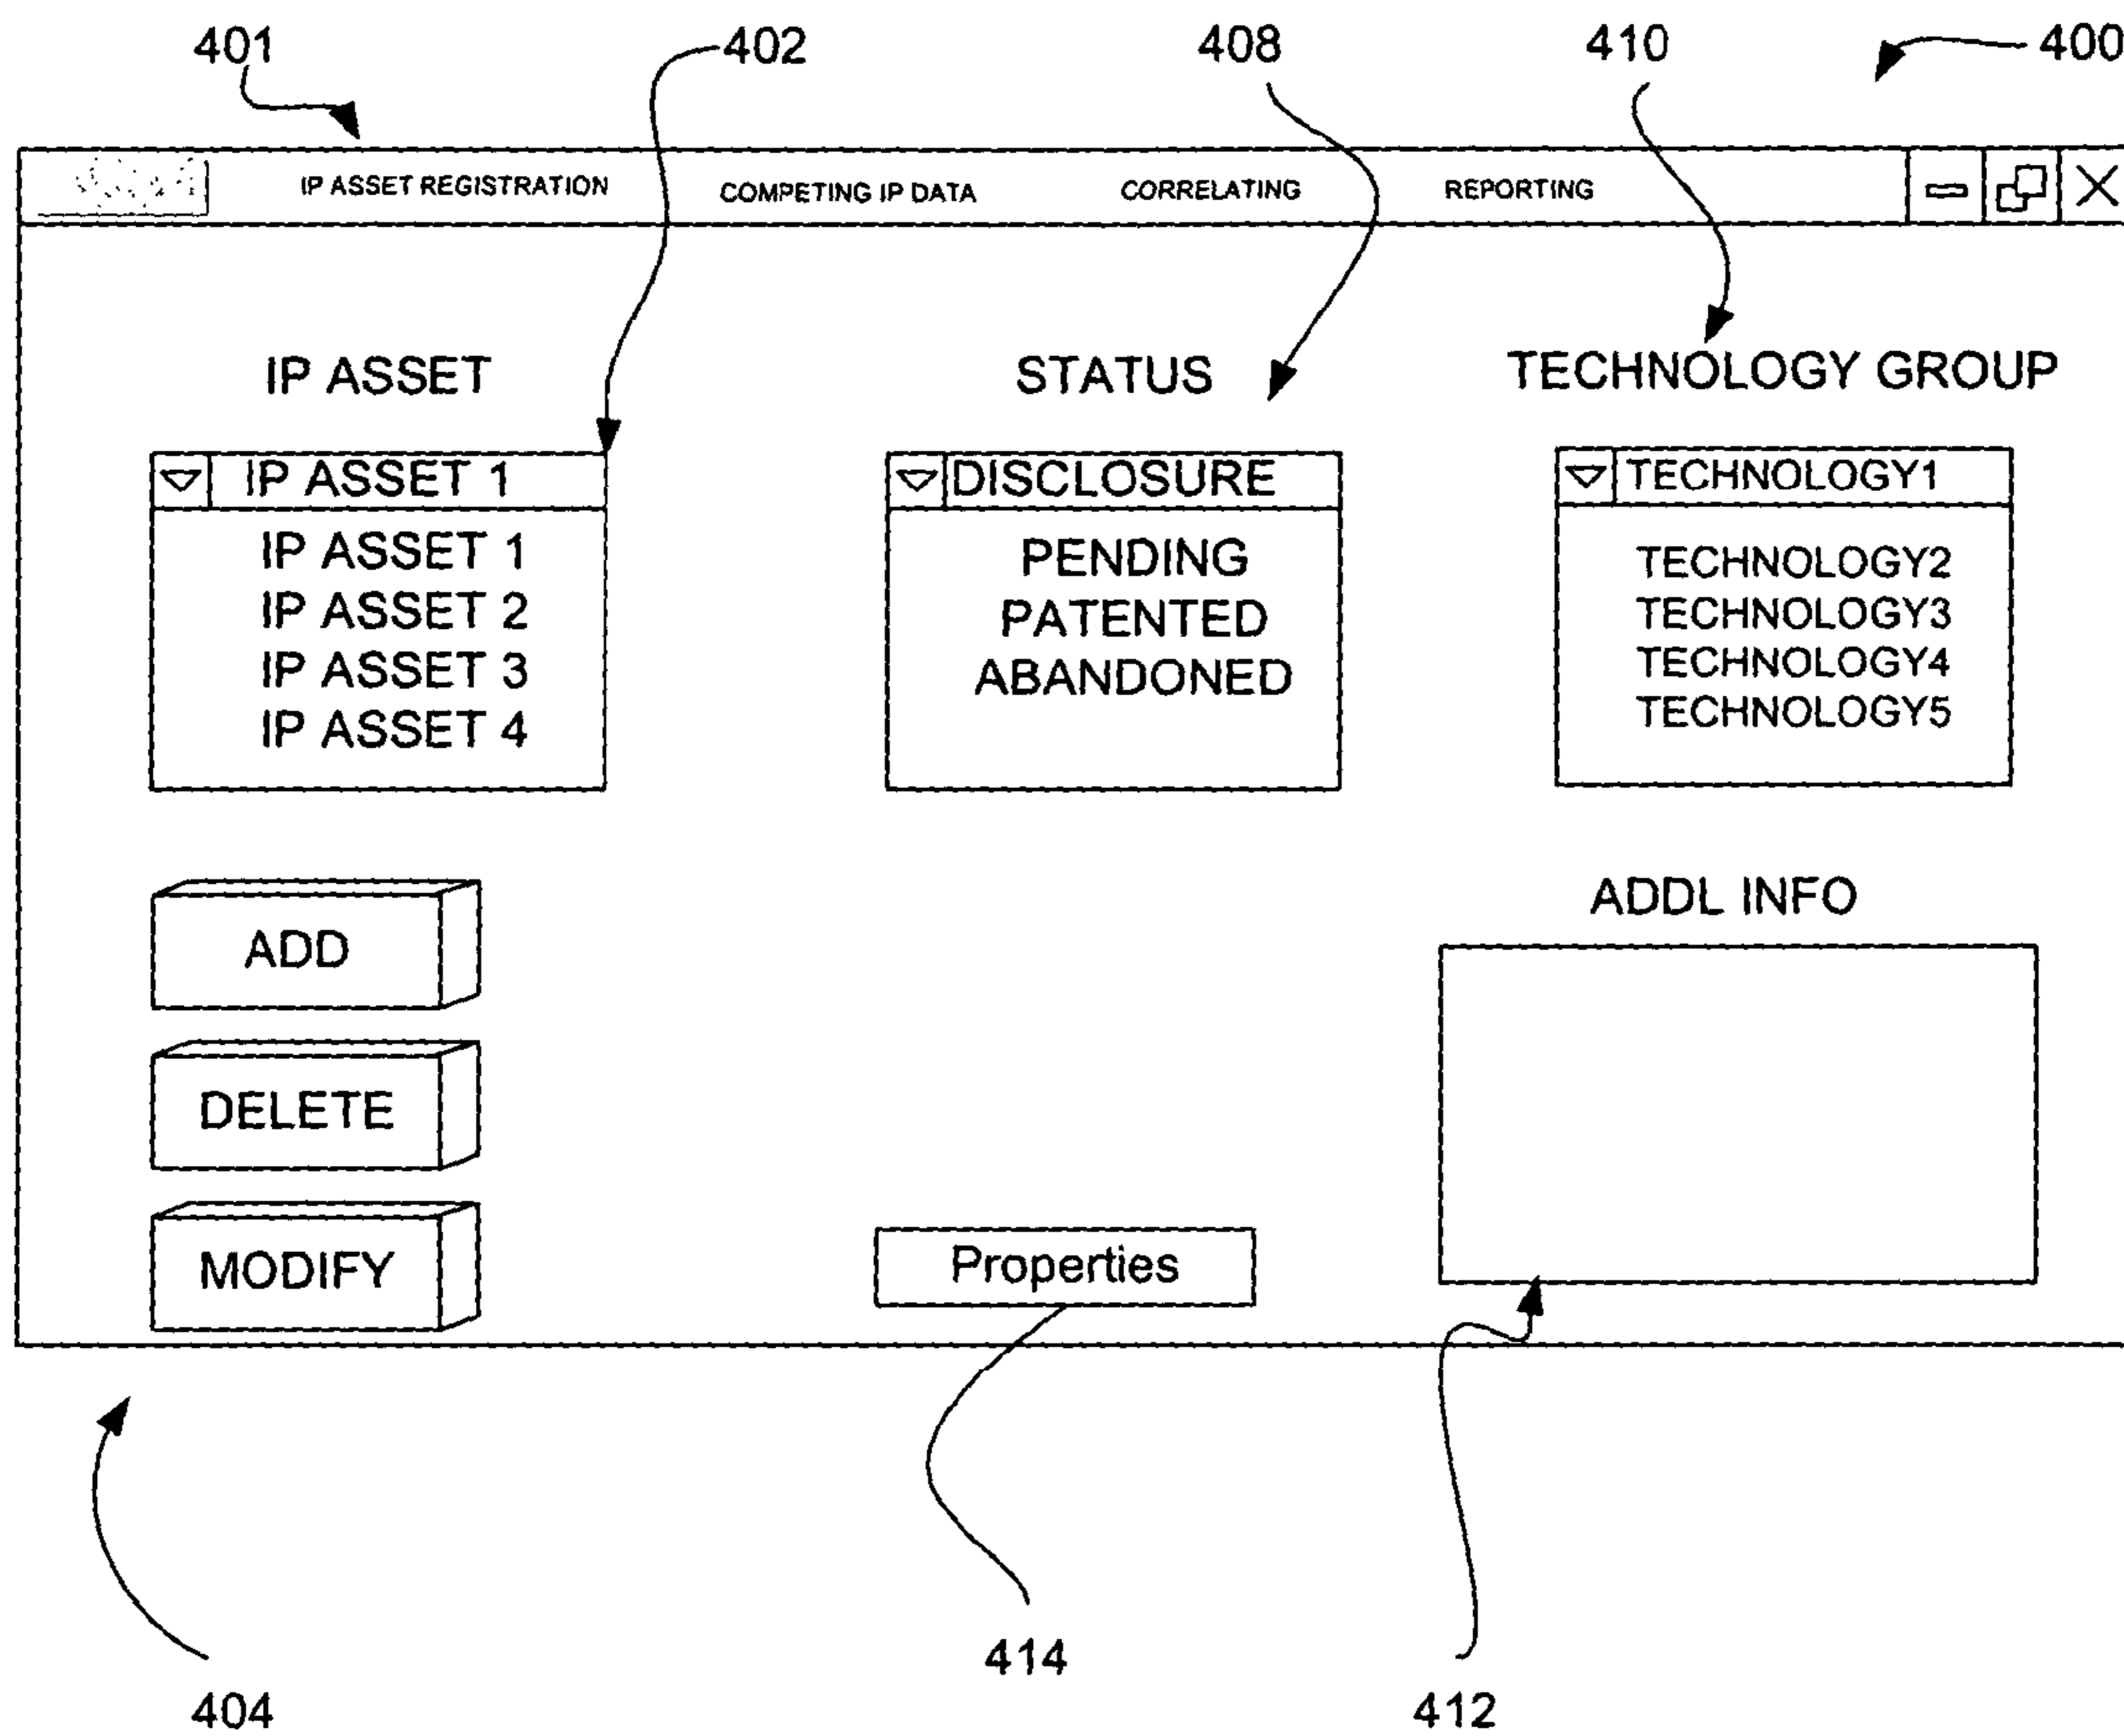 401 402 408 410 400
IP ASSET REGISTRATION COMPETING IP DATA CORRELATING REPORTING
IP ASSET STATUS TECHNOLOGY GROUP
IP ASSET 1 DISCLOSURE TECHNOLOGY1
IP ASSET 1 PENDING TECHNOLOGY2
IP ASSET 2 PATENTED TECHNOLOGY3
IP ASSET 3 ABANDONED TECHNOLOGY4
IP ASSET 4 TECHNOLOGY5
ADDL INFO
ADD
DELETE
MODIFY Properties
414
404 412